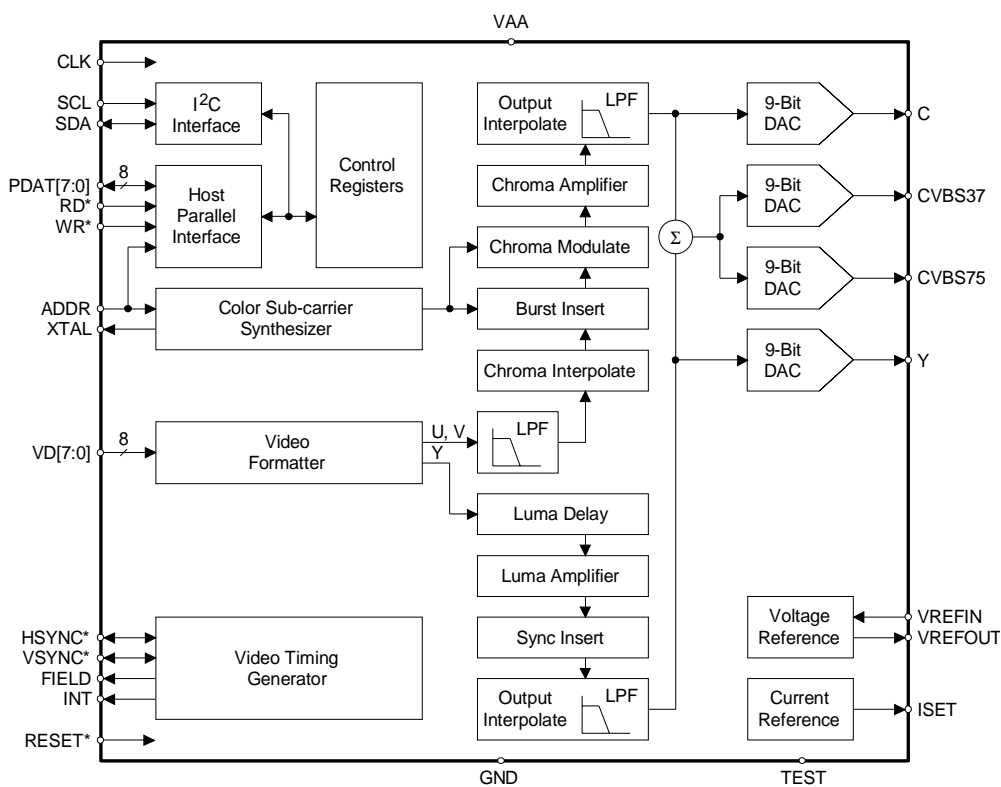 VAA
CLK
SCL
SDA
I²C
Interface
Control
Registers
Output
Interpolate
LPF
9-Bit
DAC
C
PDAT[7:0]
8
RD*
WR*
Host
Parallel
Interface
Chroma Amplifier
9-Bit
DAC
CVBS37
Chroma Modulate
Σ
9-Bit
DAC
CVBS75
ADDR
XTAL
Color Sub-carrier
Synthesizer
Burst Insert
Chroma Interpolate
9-Bit
DAC
Y
VD[7:0]
8
Video
Formatter
U, V
Y
LPF
Luma Delay
Luma Amplifier
Sync Insert
Output
Interpolate
LPF
HSYNC*
VSYNC*
FIELD
INT
Video Timing
Generator
RESET*
Voltage
Reference
VREFIN
VREFOUT
Current
Reference
ISET
GND
TEST